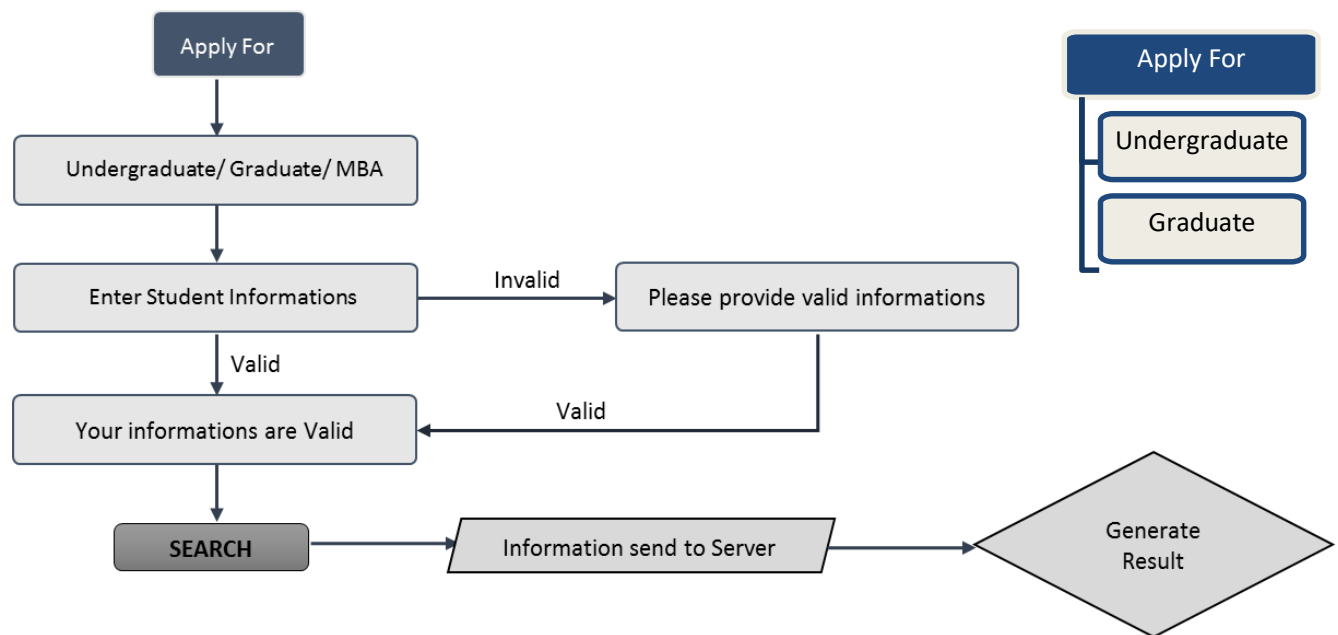 Apply For
Undergraduate/ Graduate/ MBA
Enter Student Informations
Invalid
Please provide valid informations
Valid
Valid
Your informations are Valid
SEARCH
Information send to Server
Generate
Result
Apply For
Undergraduate
Graduate